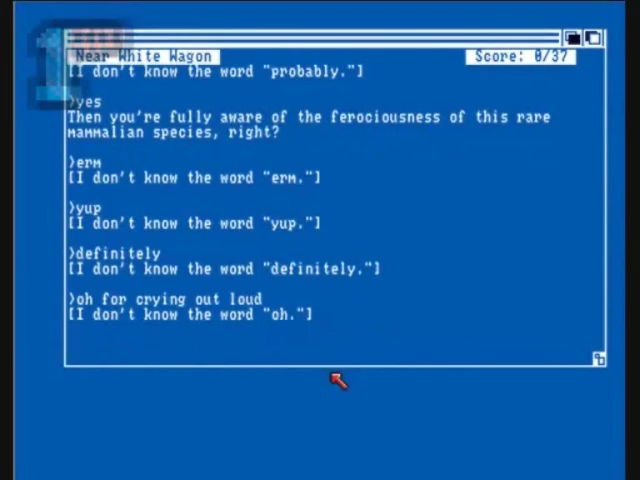 Near White Wagon
Score: 0/37
[I don't know the word "probably."]
>yes
Then you're fully aware of the ferociousness of this rare
mammalian species, right?
>erm
[I don't know the word "erm."]
>yup
[I don't know the word "yup."]
>definitely
[I don't know the word "definitely."]
>oh for crying out loud
[I don't know the word "oh."]